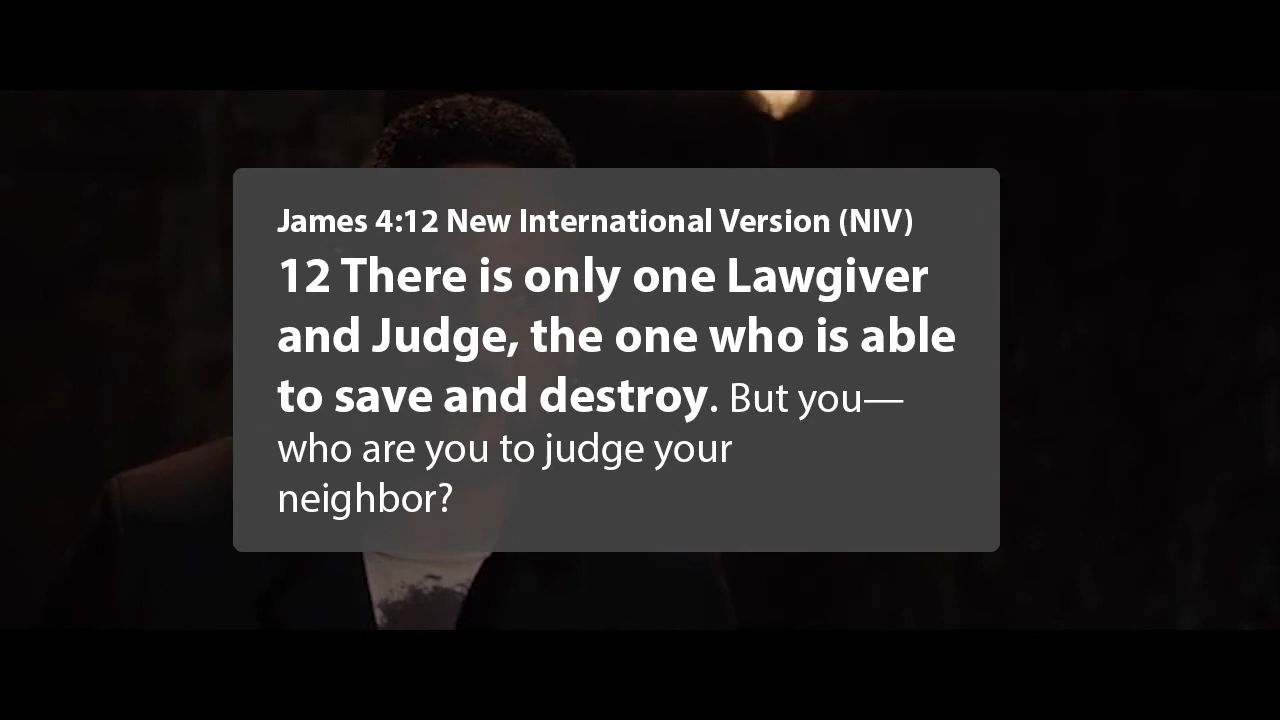 James 4:12 New International Version (NIV)
12 There is only one Lawgiver
and Judge, the one who is able
to save and destroy. But you—
who are you to judge your
neighbor?